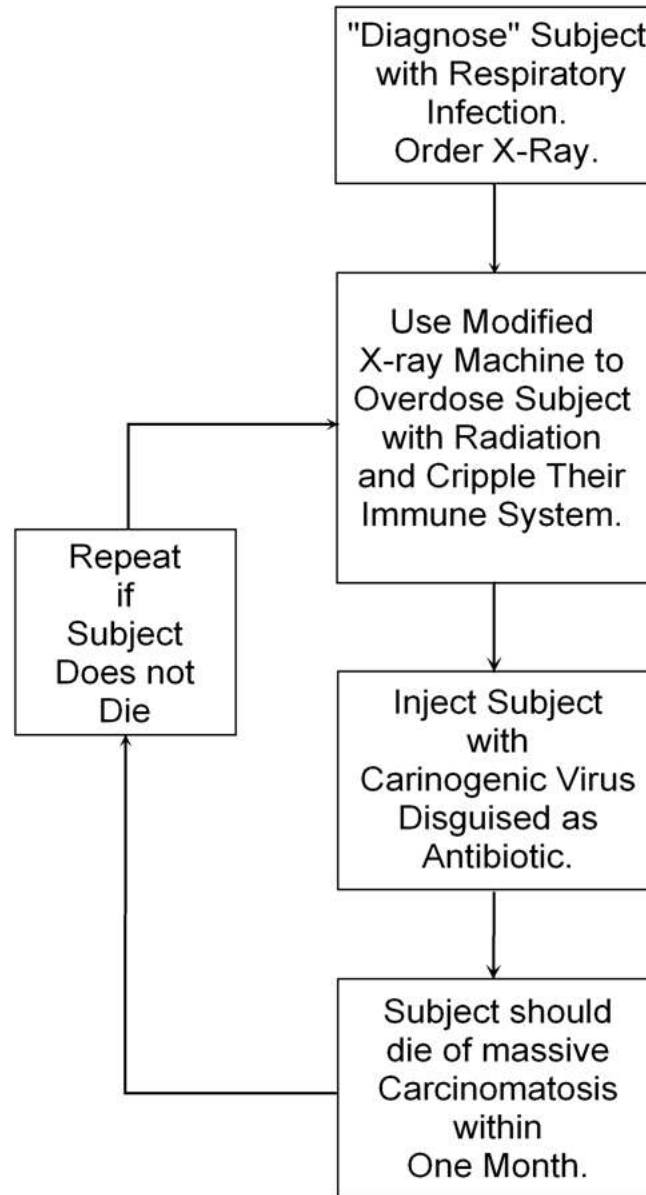 "Diagnose" Subject
with Respiratory
Infection.
Order X-Ray.
Use Modified
X-ray Machine to
Overdose Subject
with Radiation
and Cripple Their
Immune System.
Repeat
if
Subject
Does not
Die
Inject Subject
with
Carinogenic Virus
Disguised as
Antibiotic.
Subject should
die of massive
Carcinomatosis
within
One Month.